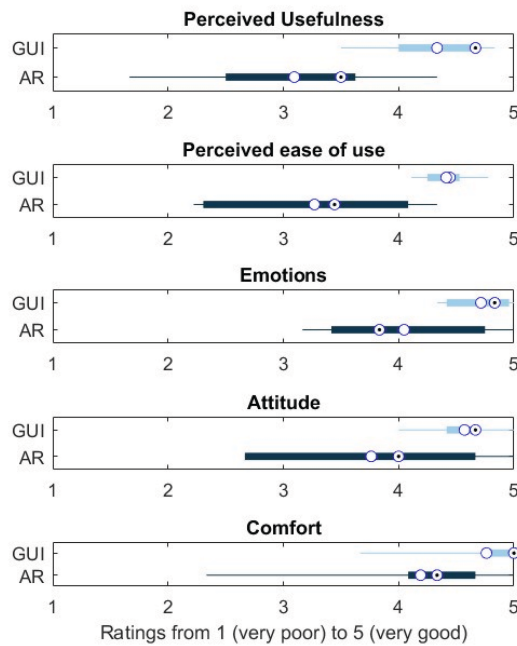 Perceived Usefulness
GUI
AR
1 2 3 4 5
Perceived ease of use
GUI
AR
1 2 3 4 5
Emotions
GUI
AR
1 2 3 4 5
Attitude
GUI
AR
1 2 3 4 5
Comfort
GUI
AR
1 2 3 4 5
Ratings from 1 (very poor) to 5 (very good)